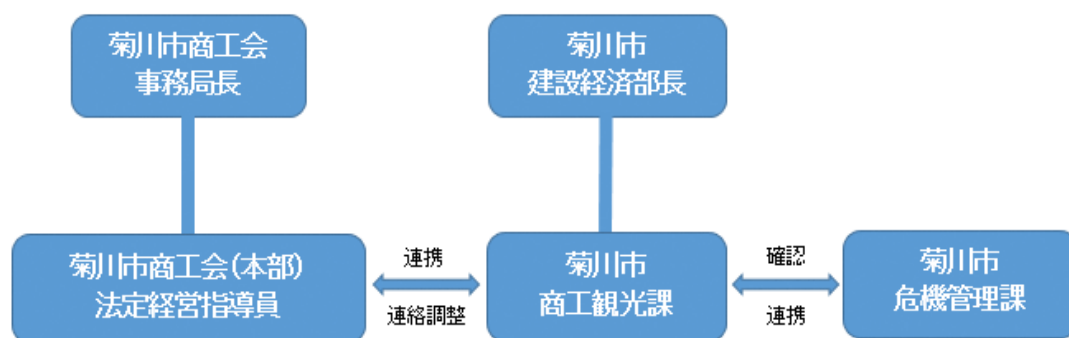 菊川市商工会
事務局長
菊川市
建設経済部長
菊川市商工会(本部)
法定経営指導員
連携
連絡調整
菊川市
商工観光課
確認
連携
菊川市
危機管理課